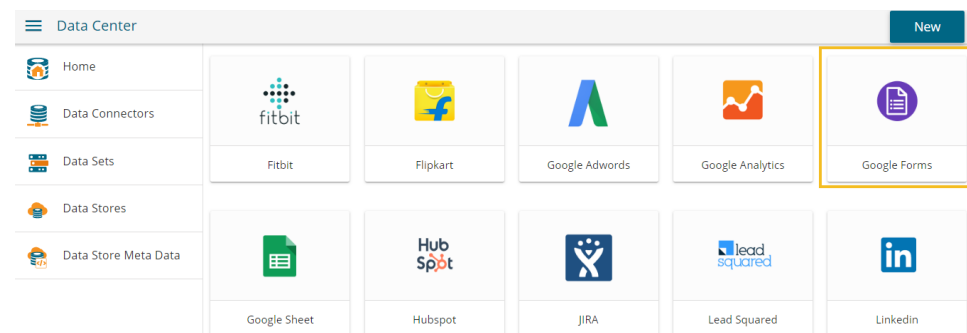 Data Center
New
Home
Data Connectors
Data Sets
Data Stores
Data Store Meta Data
fitbit
Fitbit
Flipkart
Google Adwords
Google Analytics
Google Forms
Hub
Spot
lead
squared
in
Google Sheet
Hubspot
JIRA
Lead Squared
Linkedin